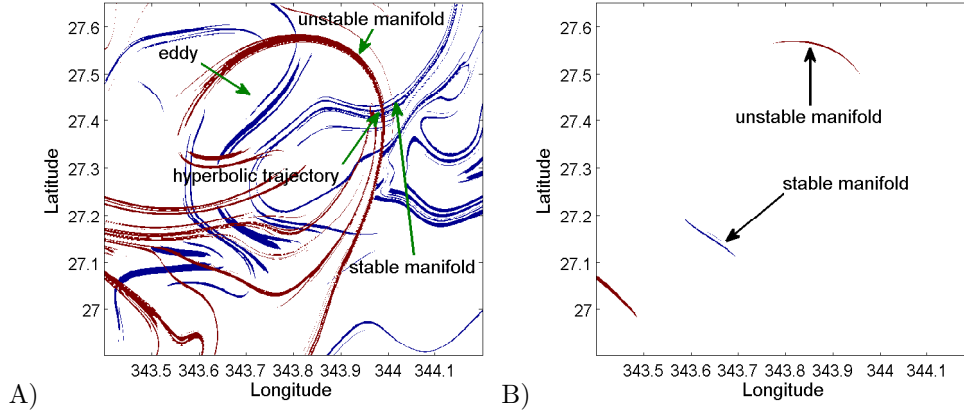 27.6
27.5
27.4
27.3
27.2
27.1
27
Latitude
343.5 343.6 343.7 343.8 343.9 344 344.1
Longitude
unstable manifold
eddy
hyperbolic trajectory
stable manifold
A)
27.6
27.5
27.4
27.3
27.2
27.1
27
Latitude
343.5 343.6 343.7 343.8 343.9 344 344.1
Longitude
unstable manifold
stable manifold
B)